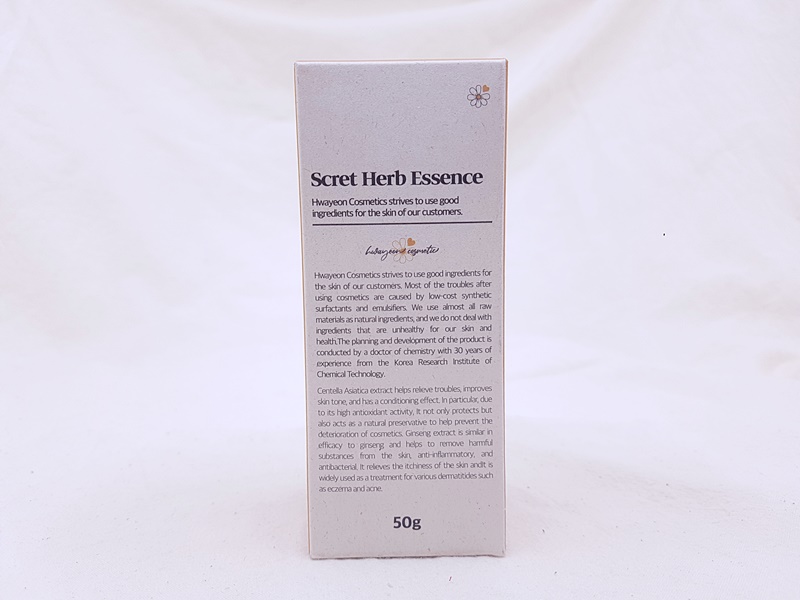 Scret Herb Essence
Hwayeon Cosmetics strives to use good
ingredients for the skin of our customers.
hwayeon cosmetic
Hwayeon Cosmetics strives to use good ingredients for
the skin of our customers. Most of the troubles after
using cosmetics are caused by low-cost synthetic
surfactants and emulsifiers. We use almost all raw
materials as natural ingredients, and we do not deal with
ingredients that are unhealthy for our skin and
health.The planning and development of the product is
conducted by a doctor of chemistry with 30 years of
experience from the Korea Research Institute of
Chemical Technology.
Centella Asiatica extract helps relieve troubles, improves
skin tone, and has a conditioning effect. In particular, due
to its high antioxidant activity, It not only protects but
also acts as a natural preservative to help prevent the
deterioration of cosmetics. Ginseng extract is similar in
efficacy to ginseng and helps to remove harmful
substances from the skin, anti-inflammatory, and
antibacterial. It relieves the itchiness of the skin andIt is
widely used as a treatment for various dermatitides such
as eczema and acne.
50g